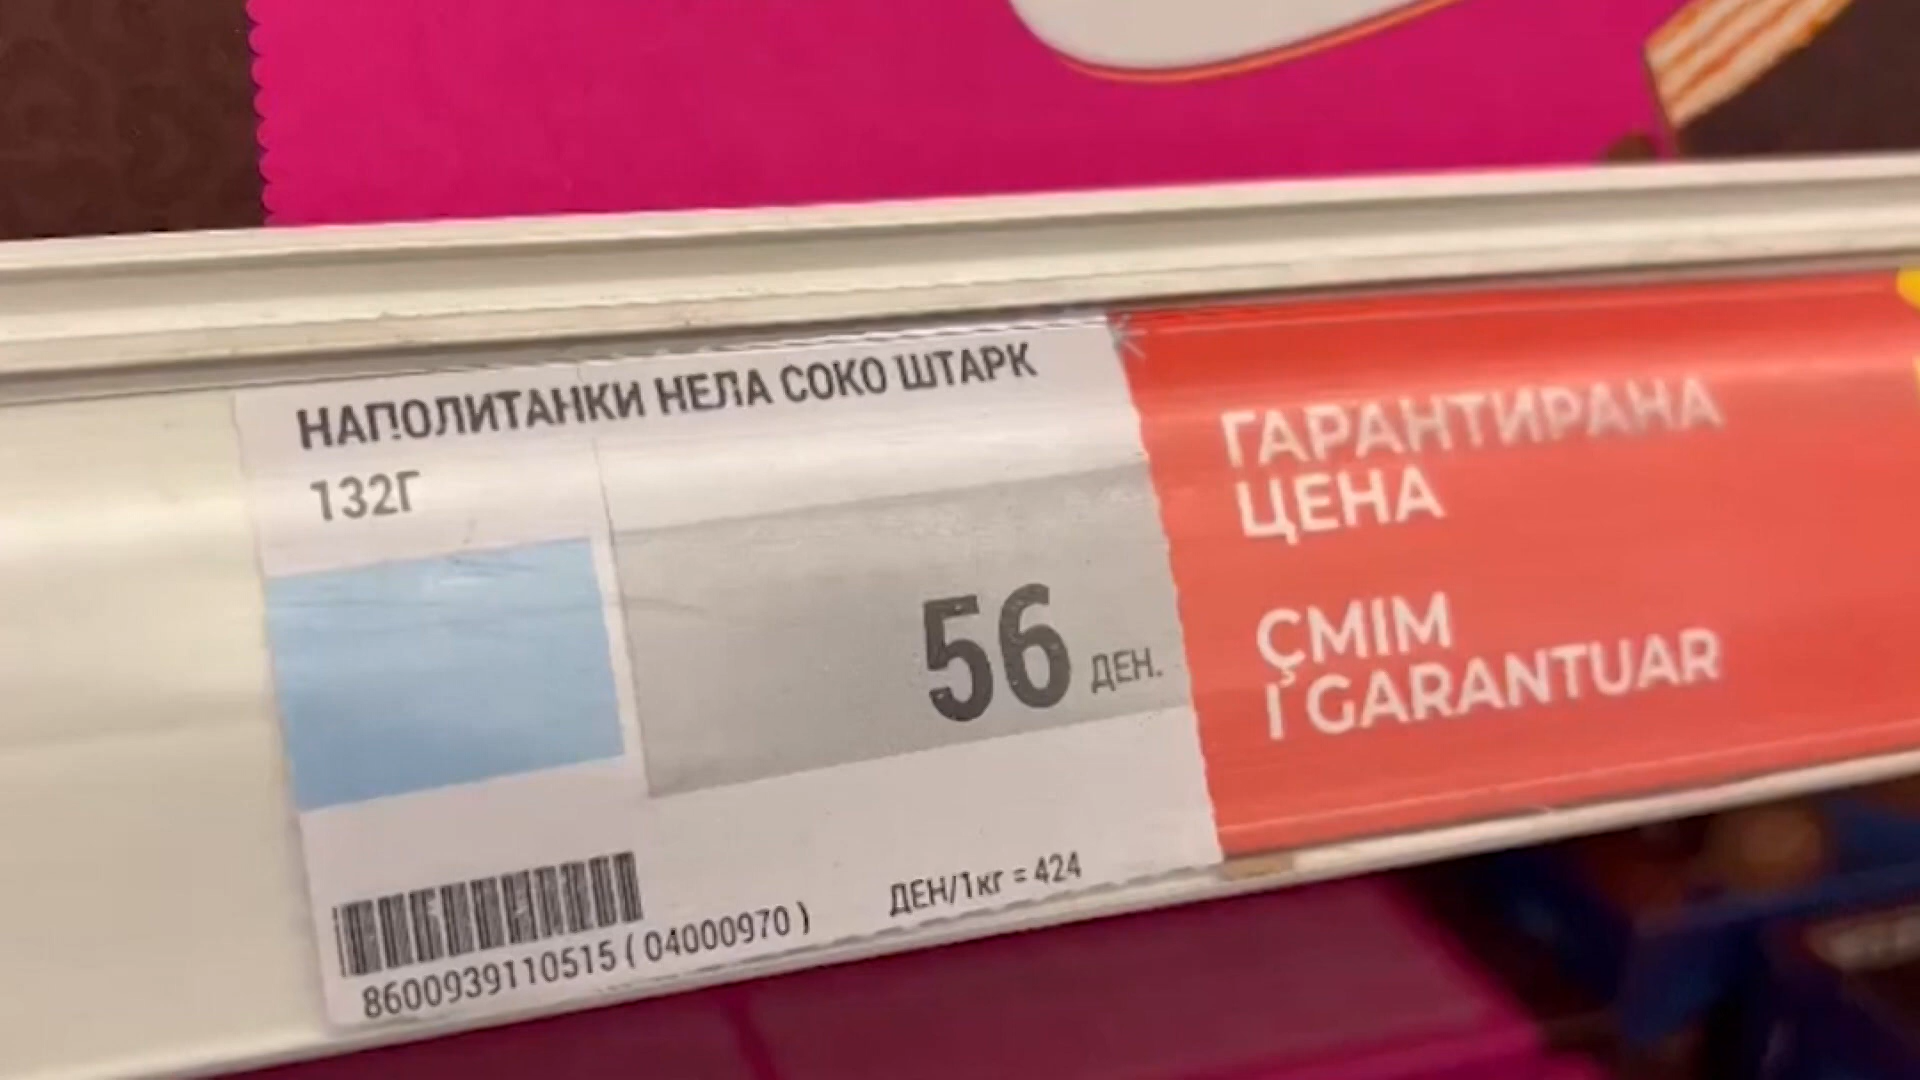 НАПОЛИТАНКИ НЕЛА СОКО ШТАРК
132Г
56 ДЕН.
8600939110515 ( 04000970 )
ДЕН/1кг = 424
ГАРАНТИРАНА
ЦЕНА
ÇMIM
I GARANTUAR